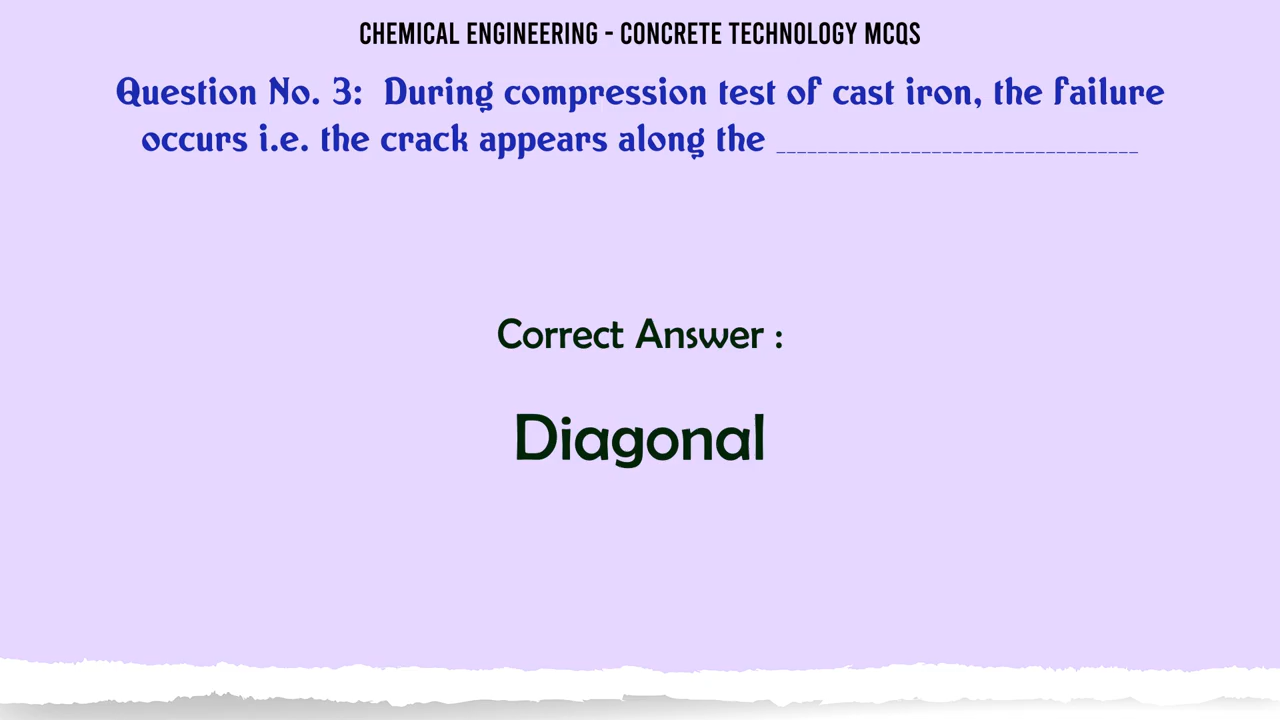 CHEMICAL ENGINEERING - CONCRETE TECHNOLOGY MCQS
Question No. 3: During compression test of cast iron, the failure
occurs i.e. the crack appears along the _________________________________
Correct Answer :
Diagonal